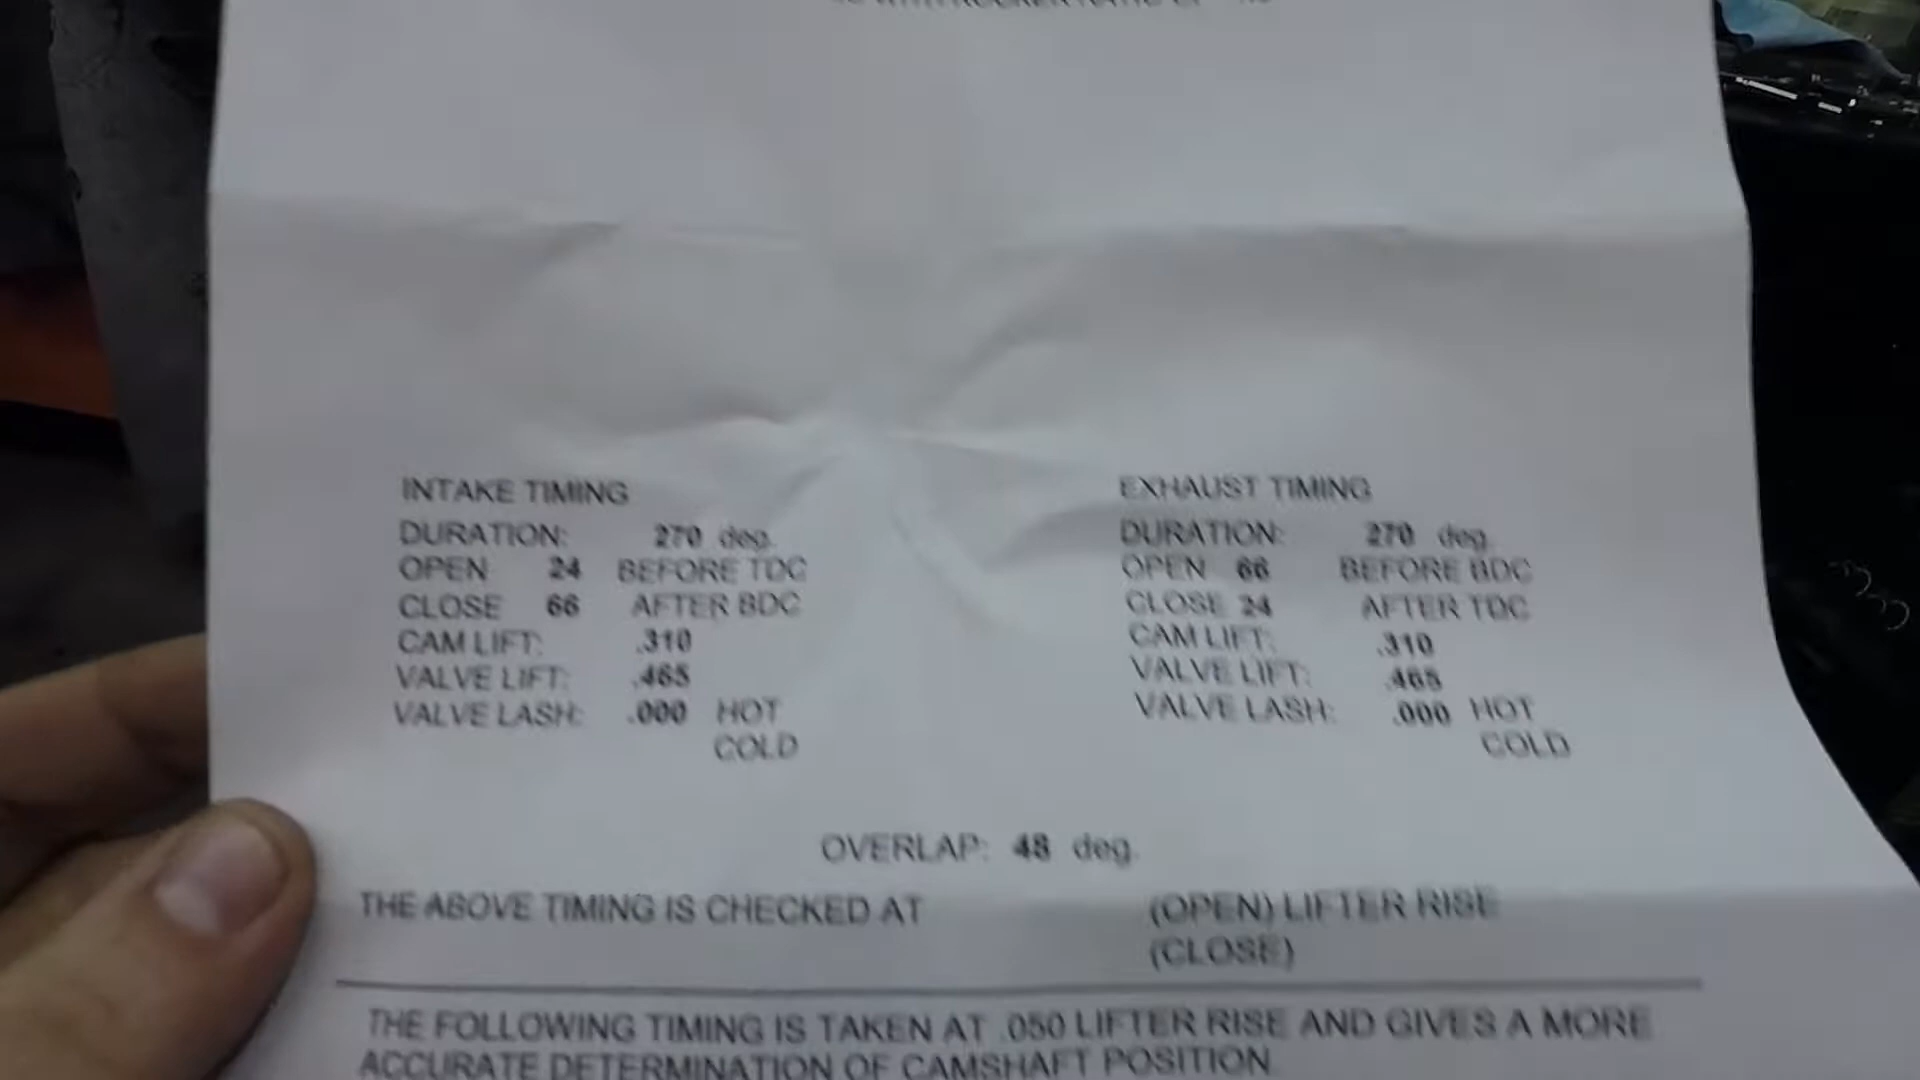 INTAKE TIMING
DURATION: 270 deg.
OPEN 24 BEFORE TDC
CLOSE 66 AFTER BDC
CAM LIFT: .310
VALVE LIFT: .465
VALVE LASH: .000 HOT
COLD
EXHAUST TIMING
DURATION: 270 deg.
OPEN 66 BEFORE BDC
CLOSE 24 AFTER TDC
CAM LIFT: .310
VALVE LIFT: .465
VALVE LASH: .000 HOT
COLD
OVERLAP: 48 deg.
THE ABOVE TIMING IS CHECKED AT (OPEN) LIFTER RISE
(CLOSE)
THE FOLLOWING TIMING IS TAKEN AT .050 LIFTER RISE AND GIVES A MORE
ACCURATE DETERMINATION OF CAMSHAFT POSITION